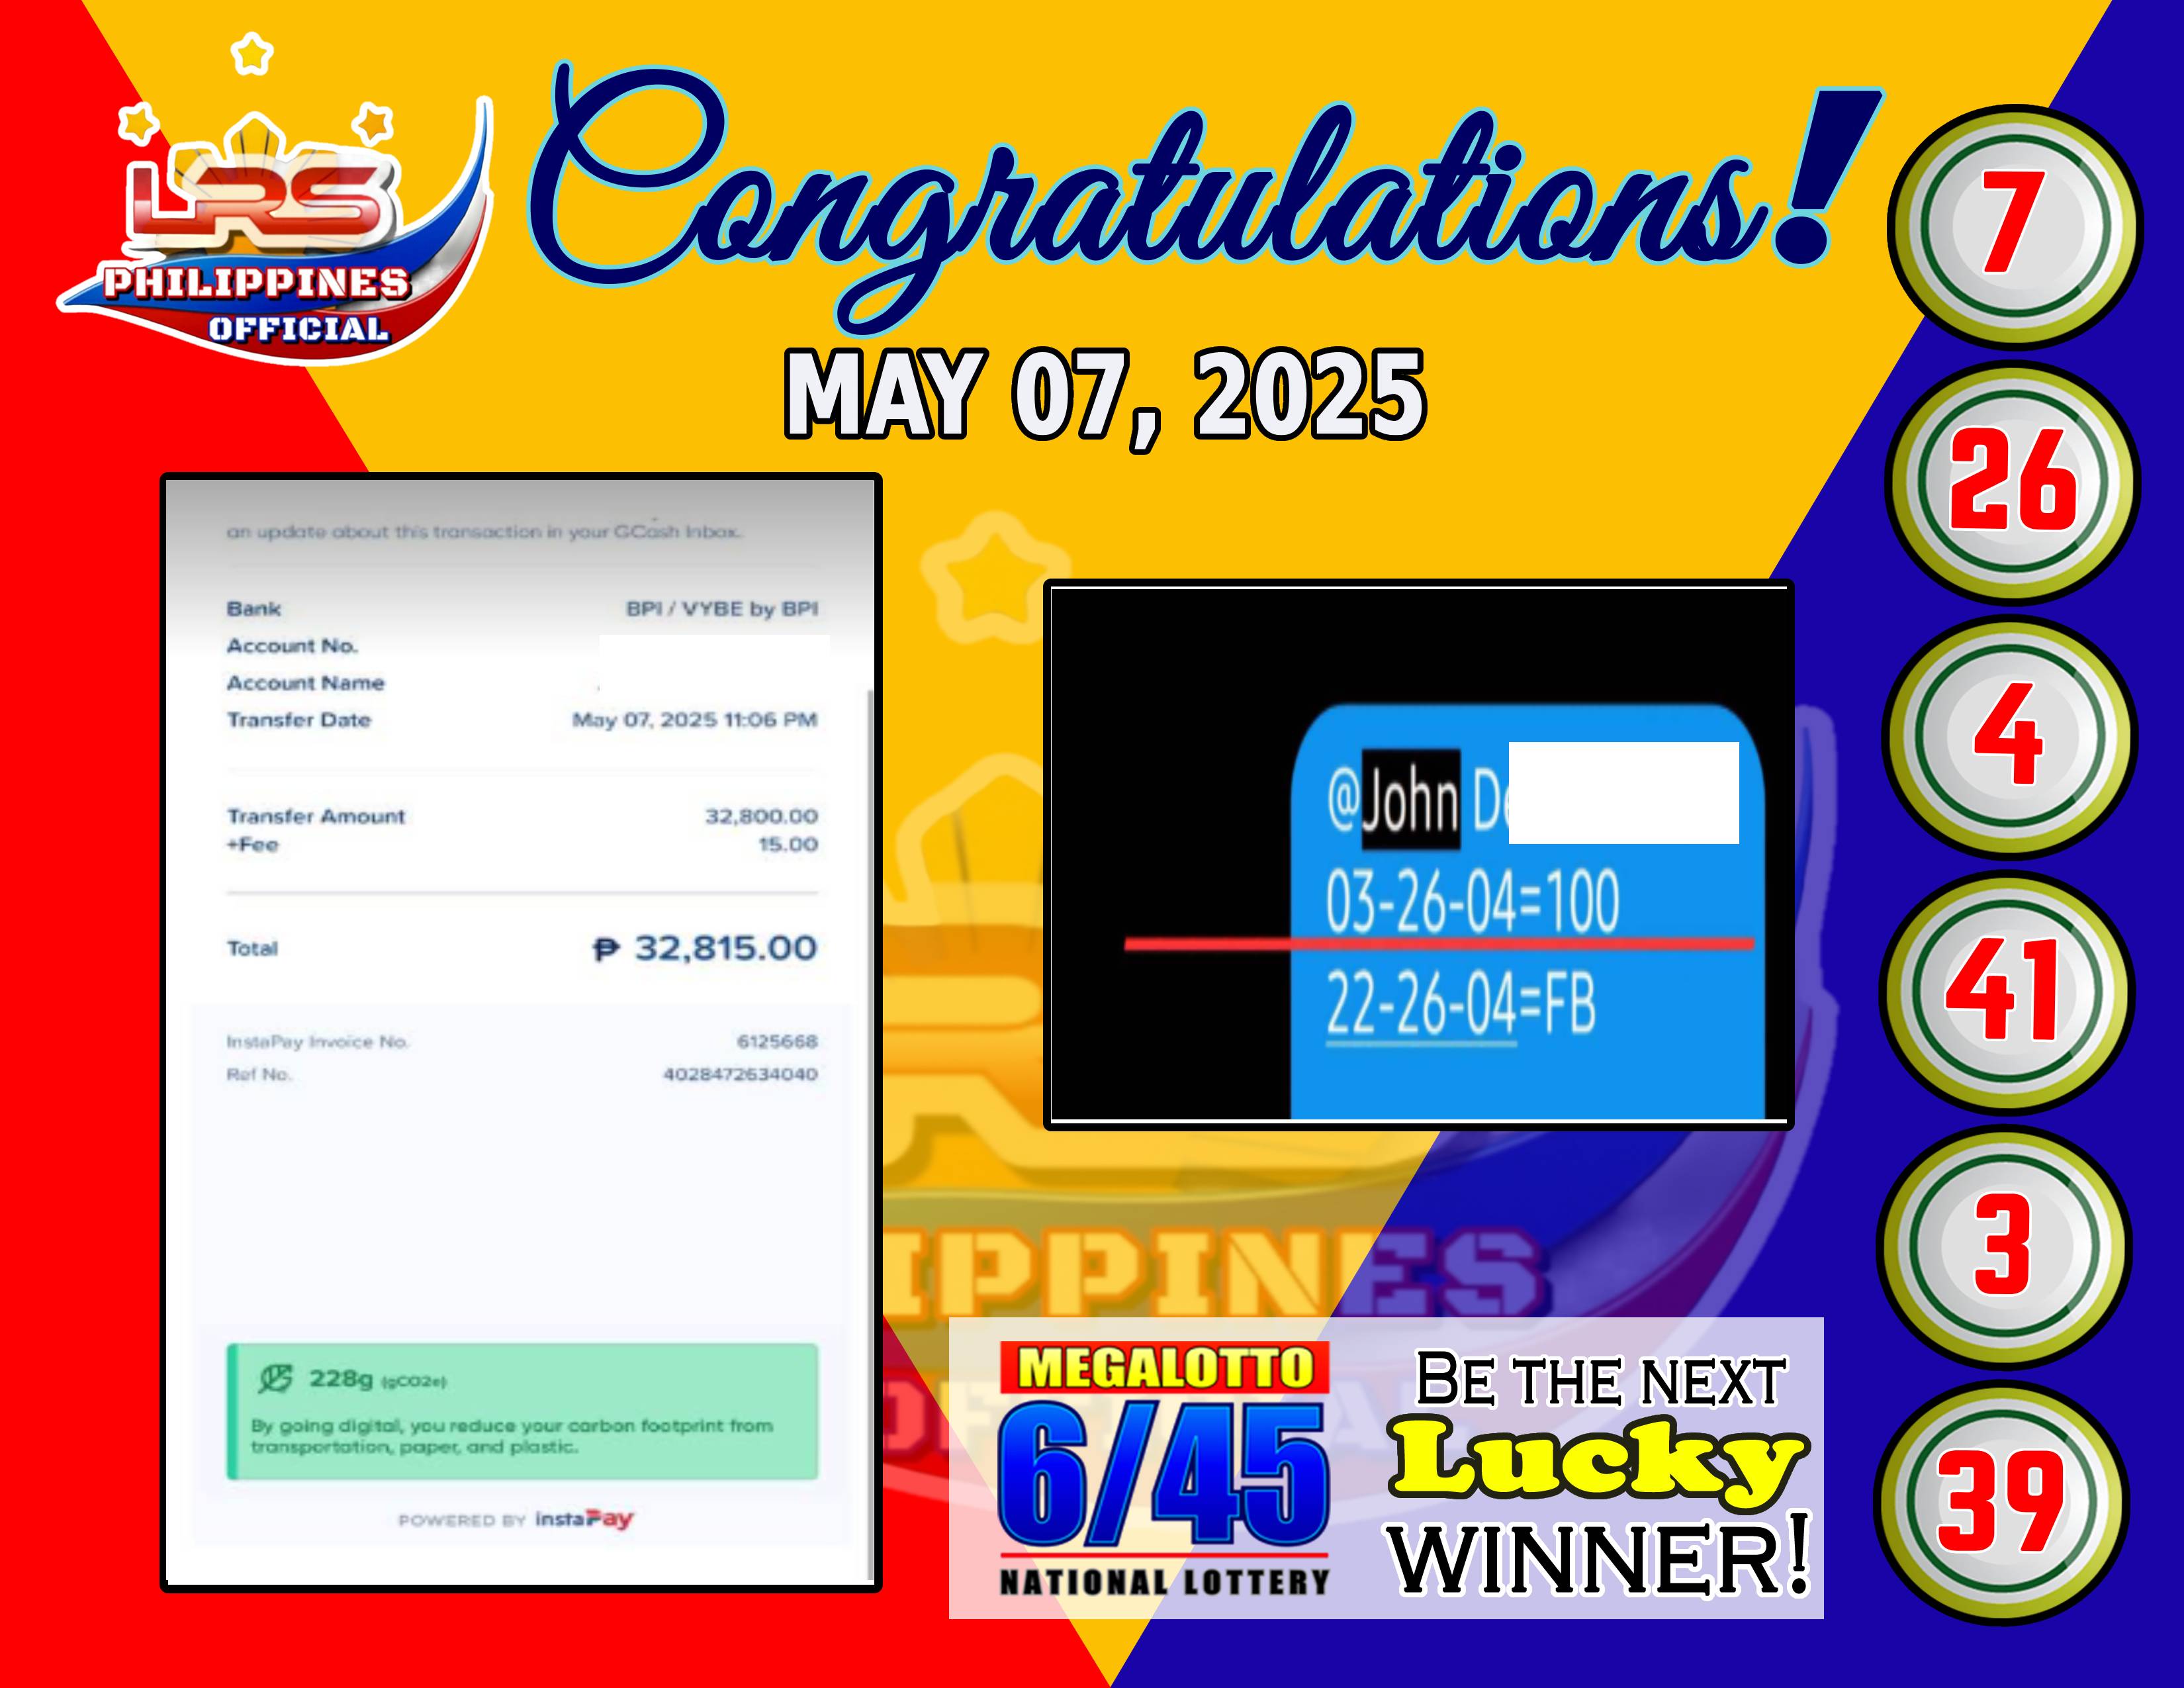 LRS
PHILIPPINES
OFFICIAL
Congratulations!
MAY 07, 2025
an update about this transaction in your GCash Inbox.
Bank BPI / VYBE by BPI
Account No.
Account Name
Transfer Date May 07, 2025 11:06 PM
Transfer Amount 32,800.00
+Fee 15.00
Total ₱ 32,815.00
InstaPay Invoice No. 6125668
Ref No. 4028472634040
228g (gCO2e)
By going digital, you reduce your carbon footprint from
transportation, paper, and plastic.
POWERED BY instaPay
@John D
03-26-04=100
22-26-04=FB
IPPINES
MEGALOTTO
6/45
NATIONAL LOTTERY
BE THE NEXT
Lucky
WINNER!
7
26
4
41
3
39